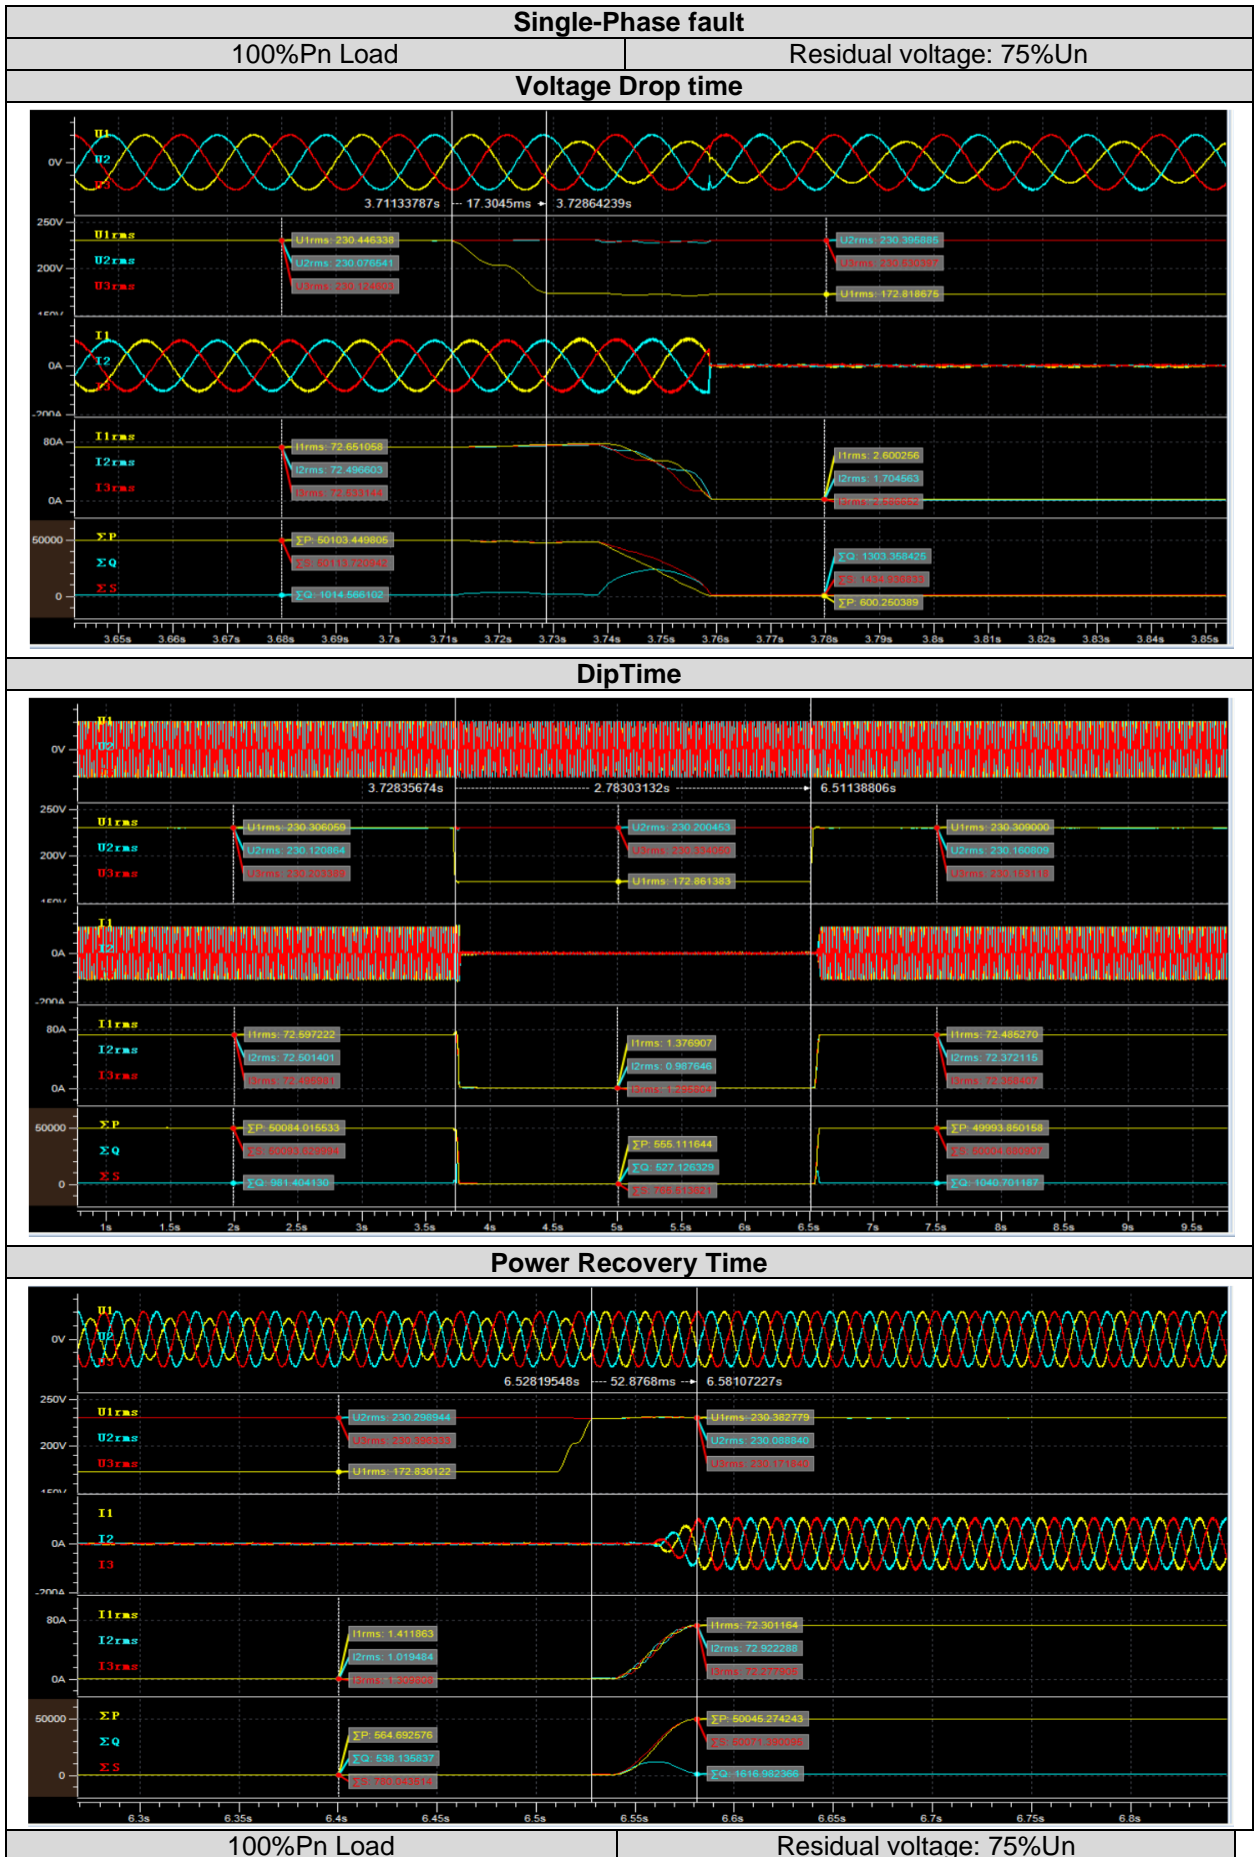 Single-Phase fault
100%Pn Load Residual voltage: 75%Un
Voltage Drop time
U1
0V
U2
3.71133787s 17.3045ms 3.72864239s
250V
U1rms
U1rms: 230.446338 U2rms: 230.395885
U2rms
U2rms: 230.076541
200V
U3rms
U3rms: 230.124803 U1rms: 172.818675
I1
I2
0A
-200A
I1rms
80A
I1rms: 72.651058 I1rms: 2.600256
I2rms
I2rms: 72.496603 I2rms: 1.704563
I3rms
0A
ΣP
50000
ΣP: 50103.449805 ΣQ: 1303.358425
ΣQ
ΣS: 1434.938833
ΣS
0
ΣQ: 1014.566102 ΣP: 600.250389
3.65s 3.66s 3.67s 3.68s 3.69s 3.7s 3.71s 3.72s 3.73s 3.74s 3.75s 3.76s 3.77s 3.78s 3.79s 3.8s 3.81s 3.82s 3.83s 3.84s 3.85s
DipTime
U1
0V
U2
3.72835674s 2.78303132s 6.51138806s
250V
U1rms
U1rms: 230.306059 U2rms: 230.200453 U1rms: 230.309000
U2rms
U2rms: 230.120864 U2rms: 230.160809
200V
U3rms
U1rms: 172.861383
I1
0A
I2
-200A
I1rms
80A
I1rms: 72.597222 I1rms: 1.376907 I1rms: 72.485270
I2rms
I2rms: 72.501401 I2rms: 0.987646 I2rms: 72.372115
I3rms
0A
ΣP
50000
ΣP: 50084.015533 ΣP: 555.111644 ΣP: 49993.850158
ΣQ
ΣQ: 527.126329
ΣS
0
ΣQ: 981.404130 ΣQ: 1040.701187
1s 1.5s 2s 2.5s 3s 3.5s 4s 4.5s 5s 5.5s 6s 6.5s 7s 7.5s 8s 8.5s 9s 9.5s
Power Recovery Time
U1
0V
U2
6.52819548s 52.8768ms 6.58107227s
250V
U1rms
U2rms: 230.298944 U1rms: 230.382779
U2rms
U2rms: 230.088840
200V
U3rms
U3rms: 230.171840
U1rms: 172.830122
I1
I2
0A
I3
-200A
I1rms
80A
I1rms: 1.411863 I1rms: 72.301164
I2rms
I2rms: 1.019484 I2rms: 72.922288
I3rms
0A
ΣP
50000
ΣP: 564.692576 ΣP: 50045.274243
ΣQ
ΣQ: 538.135837
ΣS
0
ΣQ: 1616.982366
6.3s 6.35s 6.4s 6.45s 6.5s 6.55s 6.6s 6.65s 6.7s 6.75s 6.8s
100%Pn Load Residual voltage: 75%Un